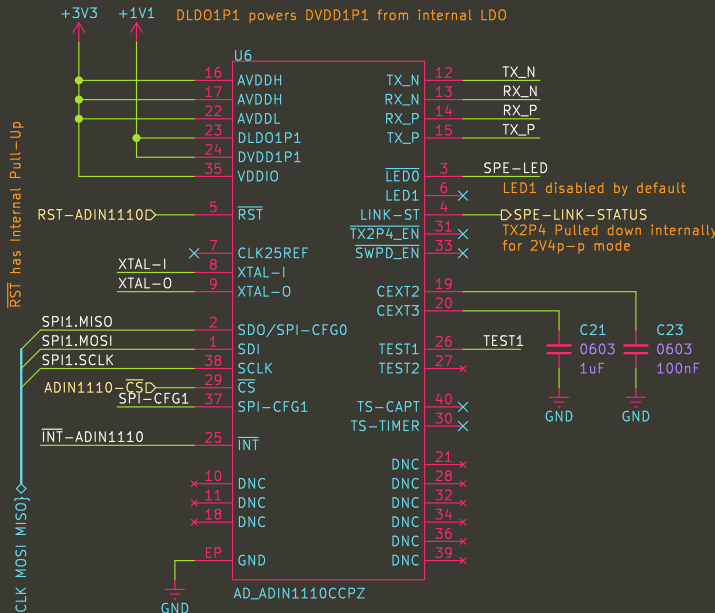 +3V3 +1V1 DLDO1P1 powers DVDD1P1 from internal LDO
U6
16 AVDDH TX_N 12 TX_N
17 AVDDH RX_N 13 RX_N
22 AVDDL RX_P 14 RX_P
23 DLDO1P1 TX_P 15 TX_P
24 DVDD1P1
35 VDDIO LED0 3 SPE-LED
LED1 6 LED1 disabled by default
RST-ADIN1110 5 RST LINK-ST 4 SPE-LINK-STATUS
TX2P4_EN 31 TX2P4 Pulled down internally
for 2V4p-p mode
7 CLK25REF SWPD_EN 33
XTAL-I 8 XTAL-I
XTAL-O 9 XTAL-O CEXT2 19
CEXT3 20
SPI1.MISO 2 SDO/SPI-CFG0 C21 C23
SPI1.MOSI 1 SDI TEST1 26 TEST1 0603 0603
SPI1.SCLK 38 SCLK TEST2 27 1uF 100nF
ADIN1110-CS 29 CS
SPI-CFG1 37 SPI-CFG1 TS-CAPT 40 GND GND
TS-TIMER 30
INT-ADIN1110 25 INT
DNC 21
10 DNC DNC 28
11 DNC DNC 32
18 DNC DNC 34
DNC 36
EP GND DNC 39
GND AD_ADIN1110CCPZ
RST has Internal Pull-Up
CLK MOSI MISO}